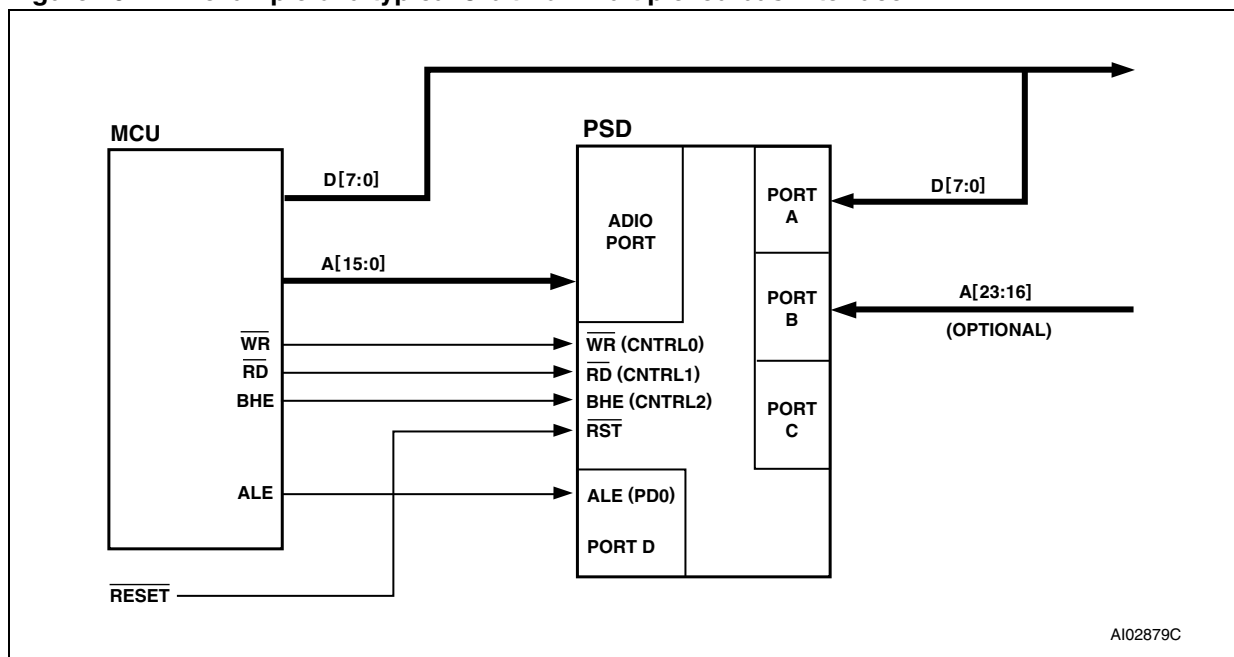 MCU
PSD
D[7:0]
D[7:0]
PORT
A
ADIO
PORT
A[15:0]
A[23:16]
(OPTIONAL)
PORT
B
WR
WR (CNTRL0)
RD
RD (CNTRL1)
BHE
BHE (CNTRL2)
PORT
C
RST
ALE
ALE (PD0)
PORT D
RESET
AI02879C